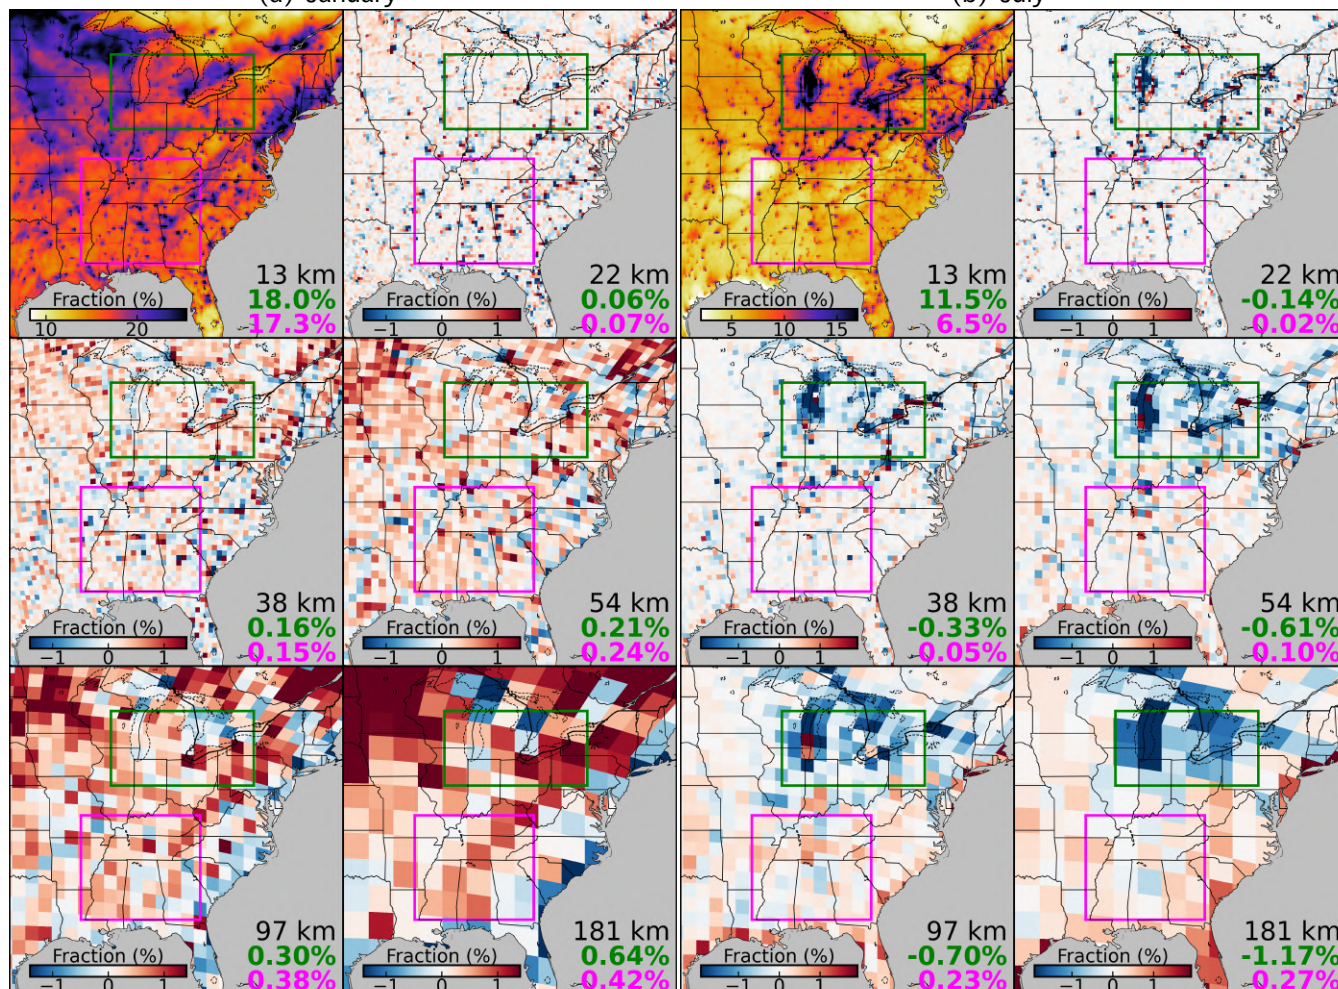 (a) January
(b) July
13 km
18.0%
17.3%
Fraction (%)
10 20
22 km
0.06%
0.07%
Fraction (%)
−1 0 1
13 km
11.5%
6.5%
Fraction (%)
5 10 15
22 km
-0.14%
0.02%
Fraction (%)
−1 0 1
38 km
0.16%
0.15%
Fraction (%)
−1 0 1
54 km
0.21%
0.24%
Fraction (%)
−1 0 1
38 km
-0.33%
0.05%
Fraction (%)
−1 0 1
54 km
-0.61%
0.10%
Fraction (%)
−1 0 1
97 km
0.30%
0.38%
Fraction (%)
−1 0 1
181 km
0.64%
0.42%
Fraction (%)
−1 0 1
97 km
-0.70%
0.23%
Fraction (%)
−1 0 1
181 km
-1.17%
0.27%
Fraction (%)
−1 0 1